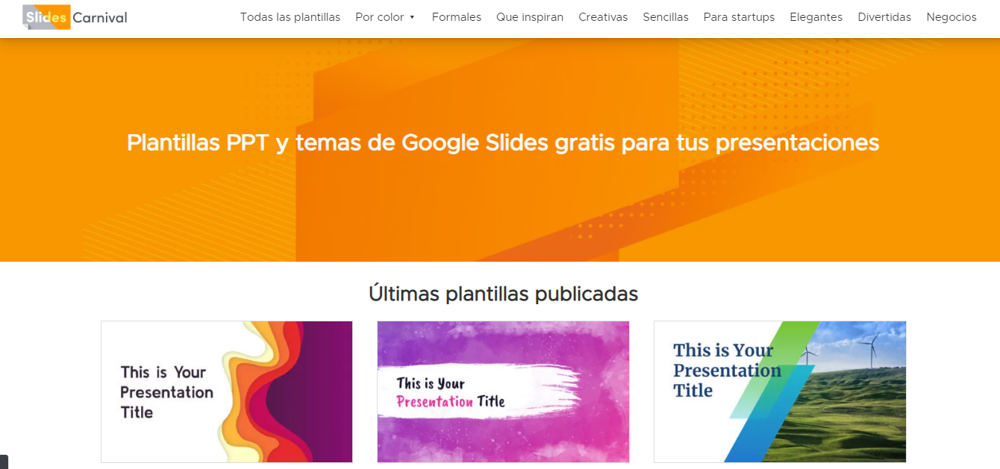 Slides Carnival
Todas las plantillas Por color ▼ Formales Que inspiran Creativas Sencillas Para startups Elegantes Divertidas Negocios
Plantillas PPT y temas de Google Slides gratis para tus presentaciones
Últimas plantillas publicadas
This is Your
Presentation
Title
This is Your
Presentation Title
This is Your
Presentation
Title